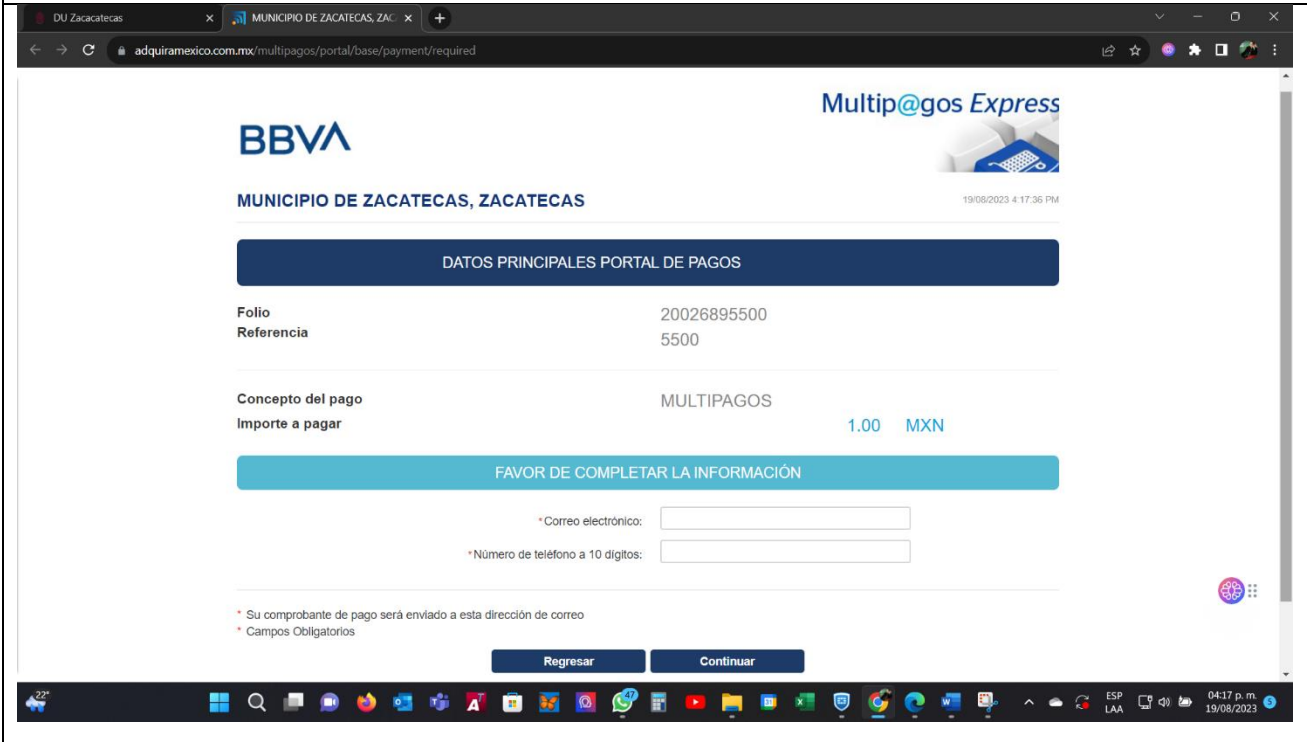 DU Zacacatecas
MUNICIPIO DE ZACATECAS, ZAC
adquiramexico.com.mx/multipagos/portal/base/payment/required
Multip@gos Express
BBVA
MUNICIPIO DE ZACATECAS, ZACATECAS
19/08/2023 4:17:36 PM
DATOS PRINCIPALES PORTAL DE PAGOS
Folio 20026895500
Referencia 5500
Concepto del pago MULTIPAGOS
Importe a pagar 1.00 MXN
FAVOR DE COMPLETAR LA INFORMACIÓN
*Correo electrónico:
*Número de teléfono a 10 dígitos:
* Su comprobante de pago será enviado a esta dirección de correo
* Campos Obligatorios
Regresar Continuar
22°
47
ESP
LAA
04:17 p. m.
19/08/2023
5